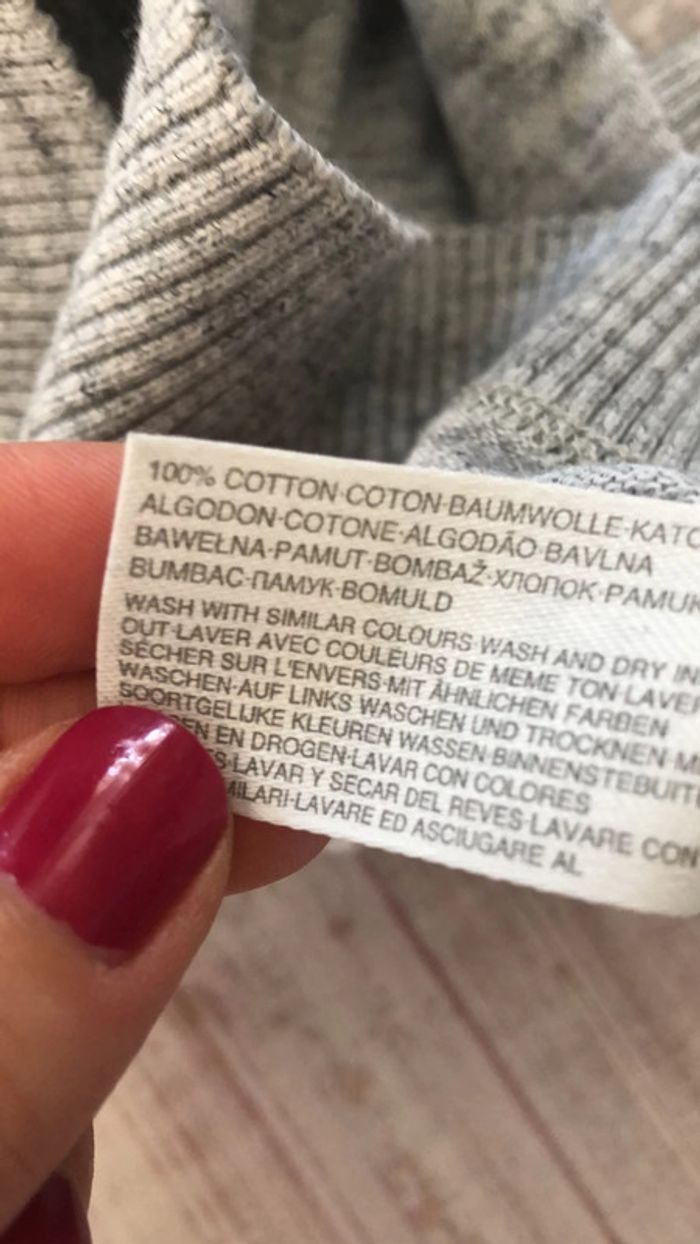 100% COTTON·COTON·BAUMWOLLE·KATO
ALGODON·COTONE·ALGODÃO·BAVLNA
BAWEŁNA·PAMUT·BOMBAŽ·ХЛОПОК·PAMUK
BUMBAC·ПАМУК·BOMULD
WASH WITH SIMILAR COLOURS·WASH AND DRY IN
OUT·LAVER AVEC COULEURS DE MEME TON·LAVE
SÉCHER SUR L'ENVERS·MIT ÄHNLICHEN FARBEN
WASCHEN·AUF LINKS WASCHEN UND TROCKNEN M
SOORTGELIJKE KLEUREN WASSEN·BINNENSTEBUIT
EN EN DROGEN·LAVAR CON COLORES
S·LAVAR Y SECAR DEL REVES·LAVARE CON
MILARI·LAVARE ED ASCIUGARE AL